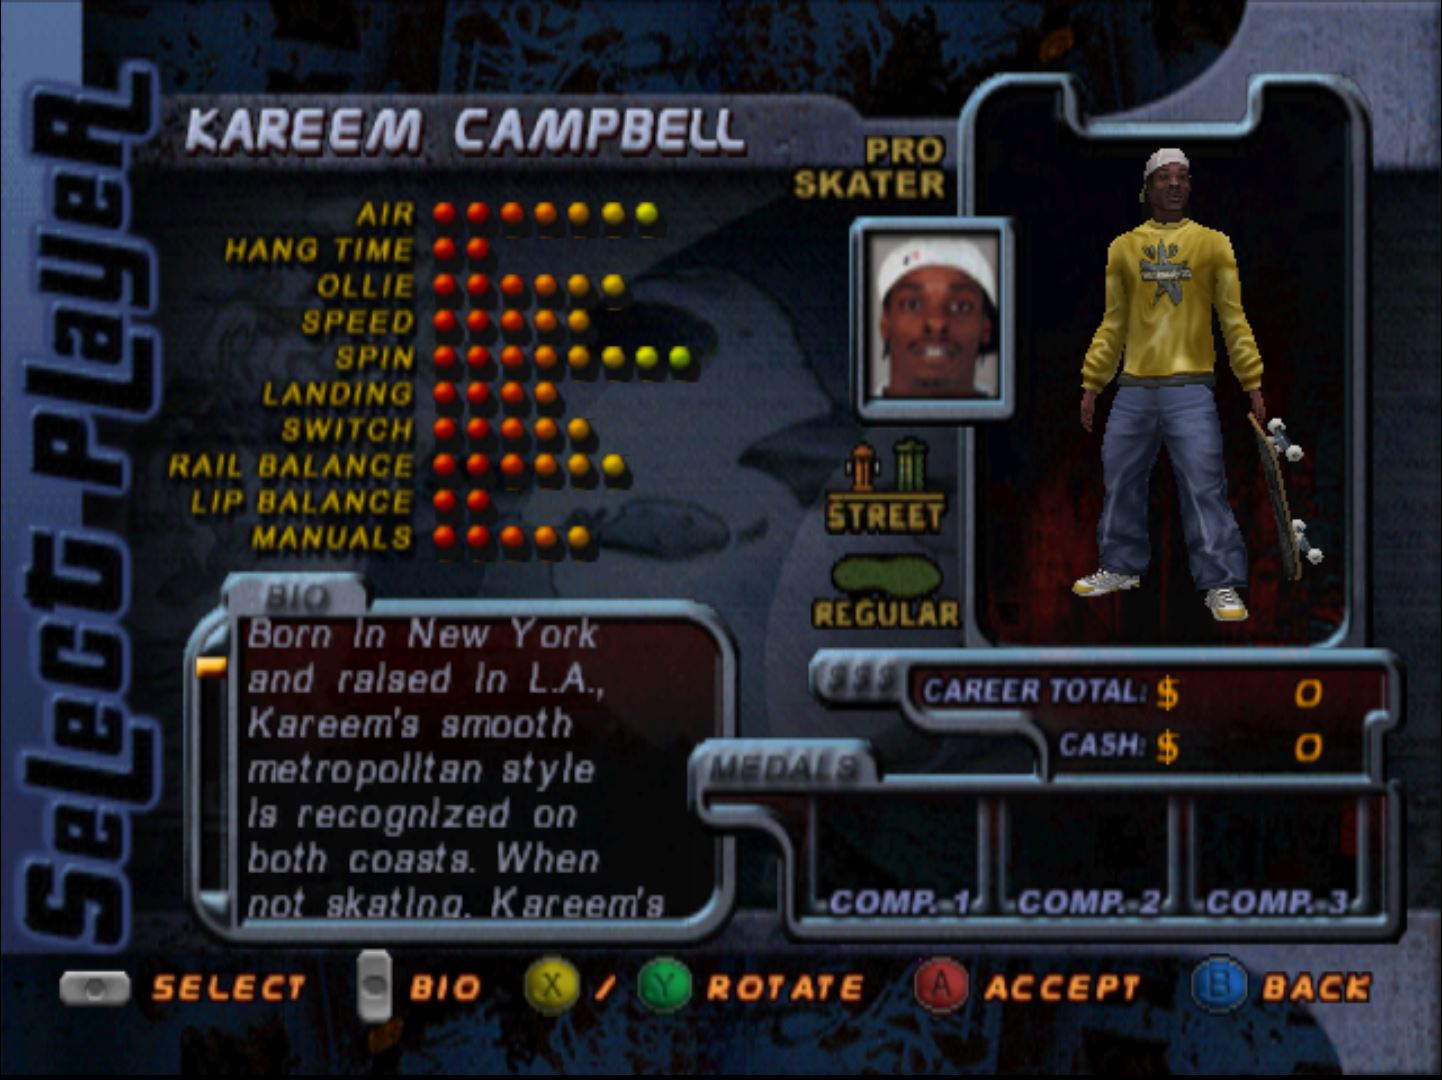 Select Player
KAREEM CAMPBELL
PRO
SKATER
AIR
HANG TIME
OLLIE
SPEED
SPIN
LANDING
SWITCH
RAIL BALANCE
LIP BALANCE
MANUALS
STREET
REGULAR
BIO
Born in New York
and raised in L.A.,
Kareem's smooth
metropolitan style
is recognized on
both coasts. When
not skating, Kareem's
$$$
CAREER TOTAL: $ 0
CASH: $ 0
MEDALS
COMP. 1 COMP. 2 COMP. 3
SELECT BIO X / Y ROTATE A ACCEPT B BACK